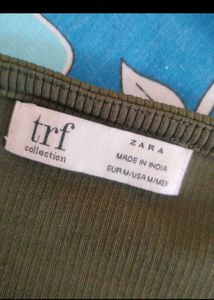 trf
collection
ZARA
MADE IN INDIA
EUR M/USA M/MEX